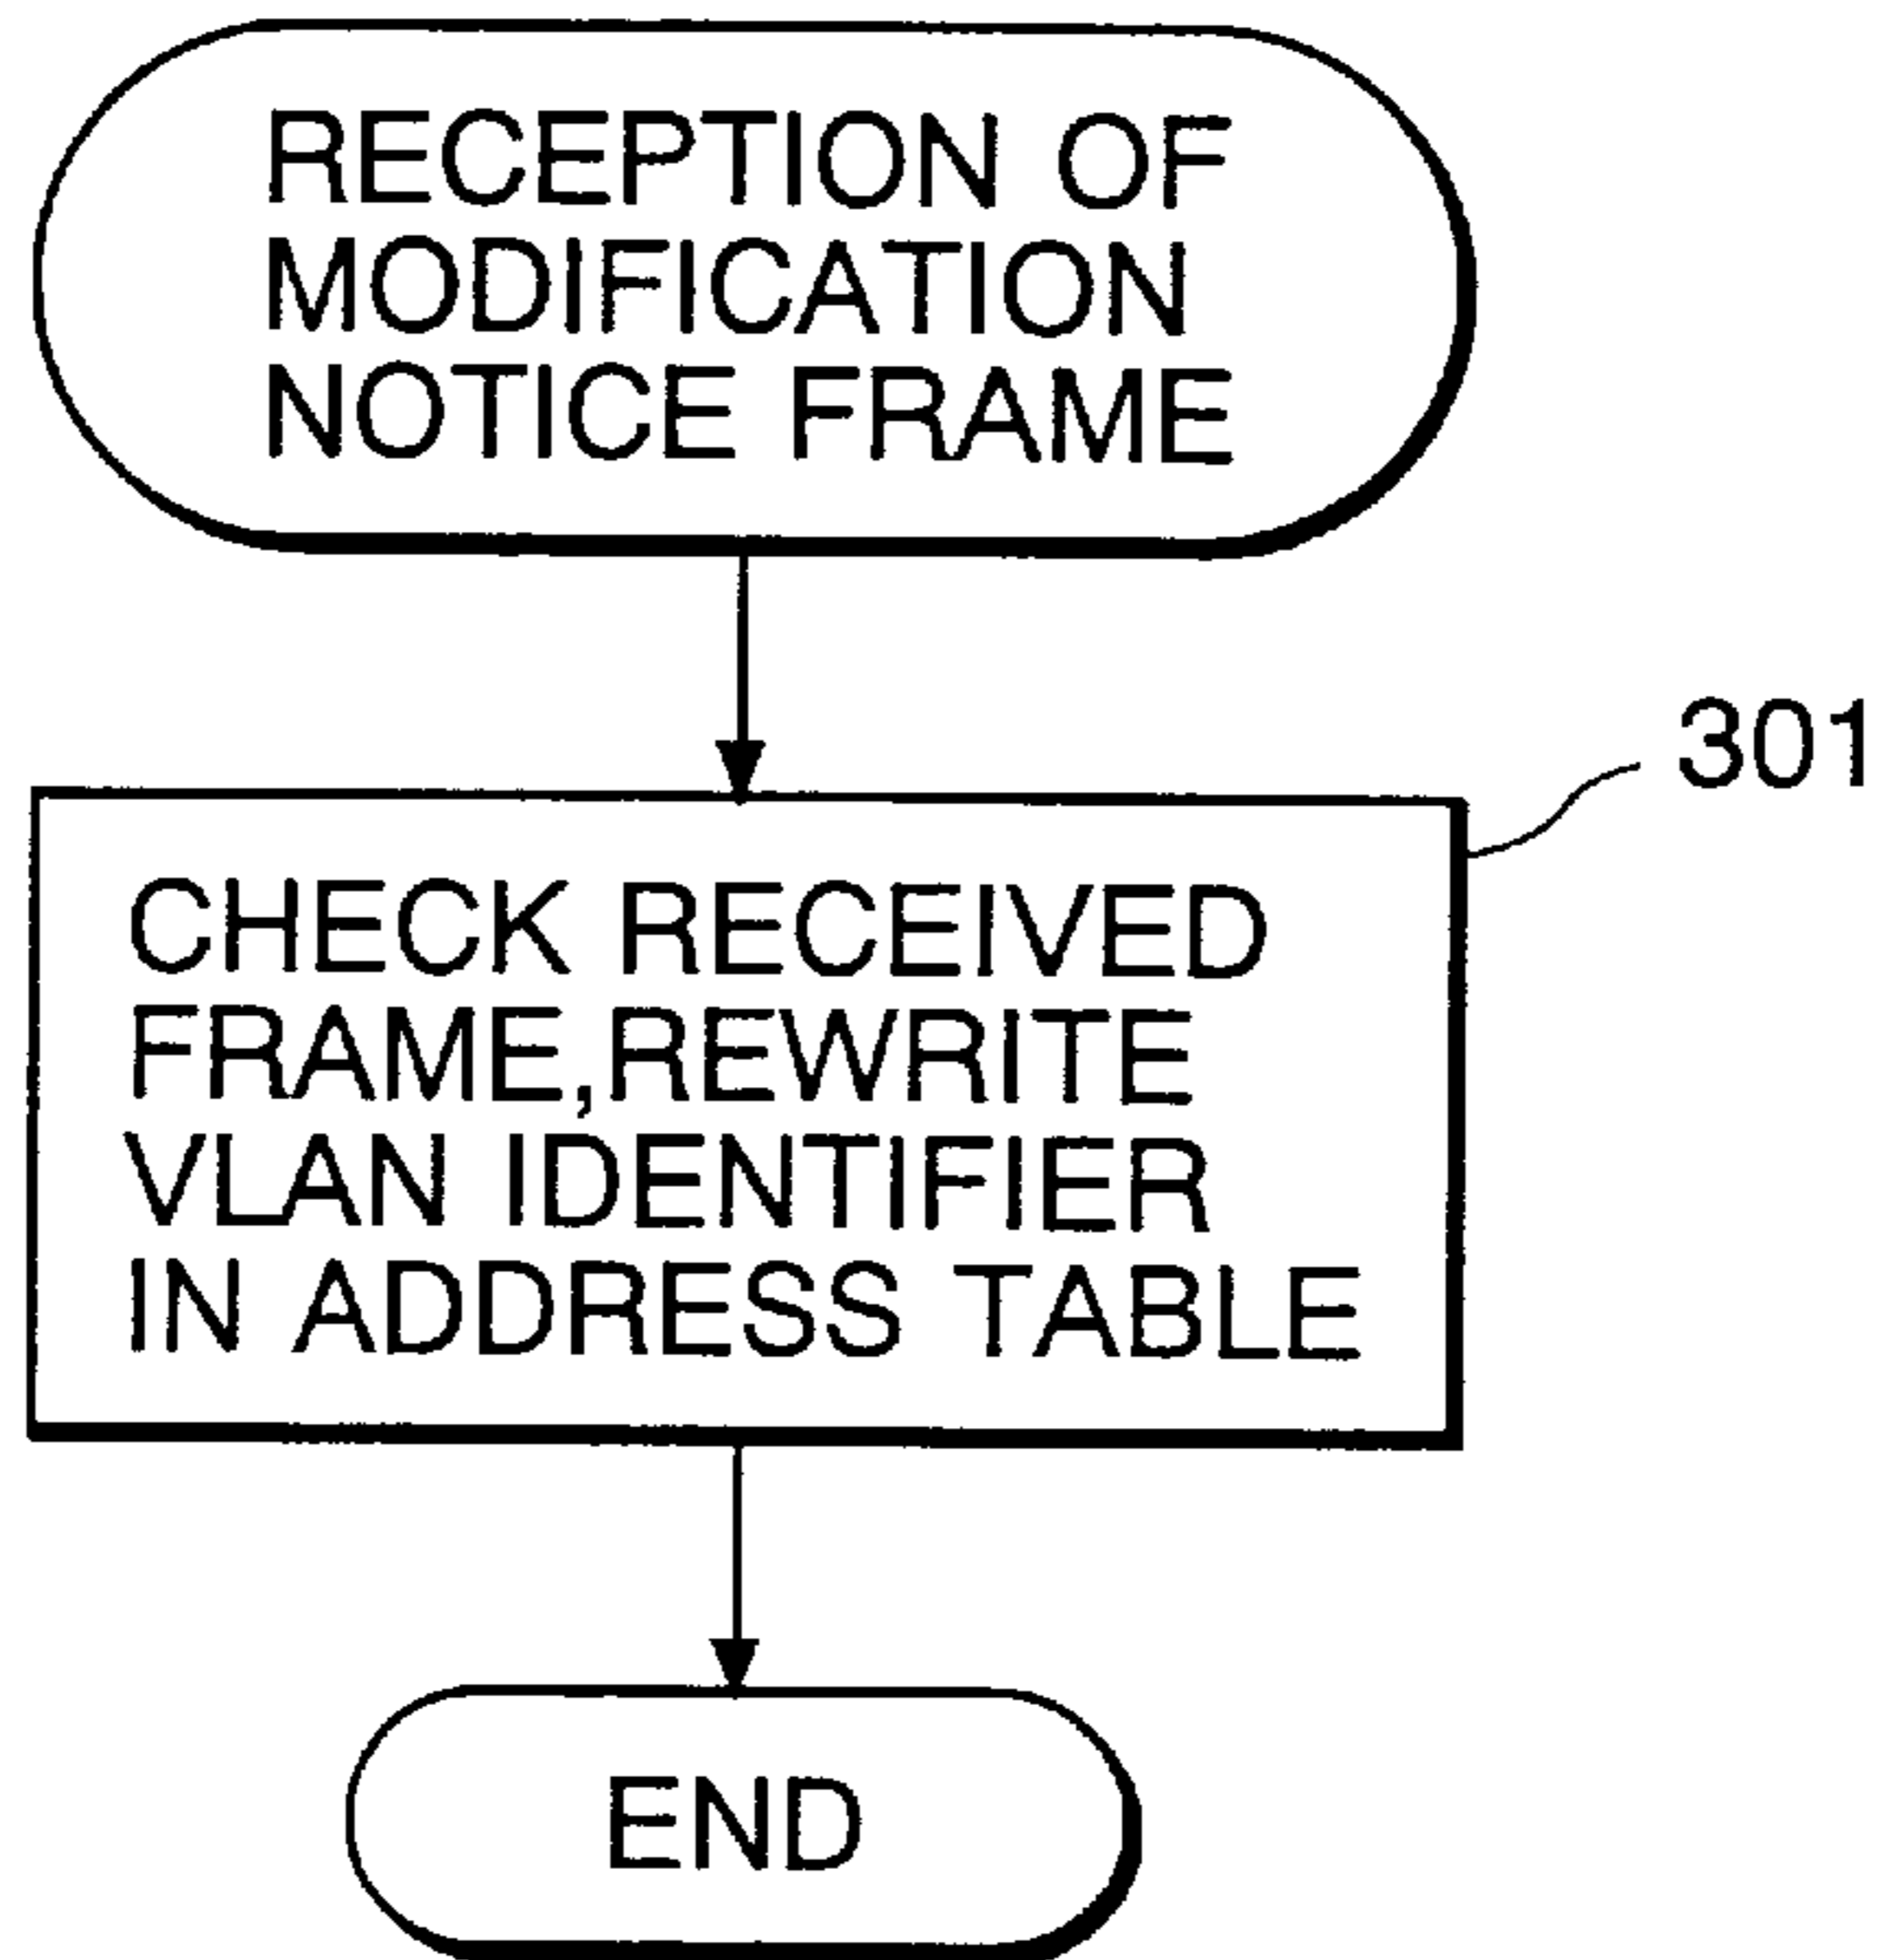 RECEPTION OF
MODIFICATION
NOTICE FRAME
301
CHECK RECEIVED
FRAME,REWRITE
VLAN IDENTIFIER
IN ADDRESS TABLE
END